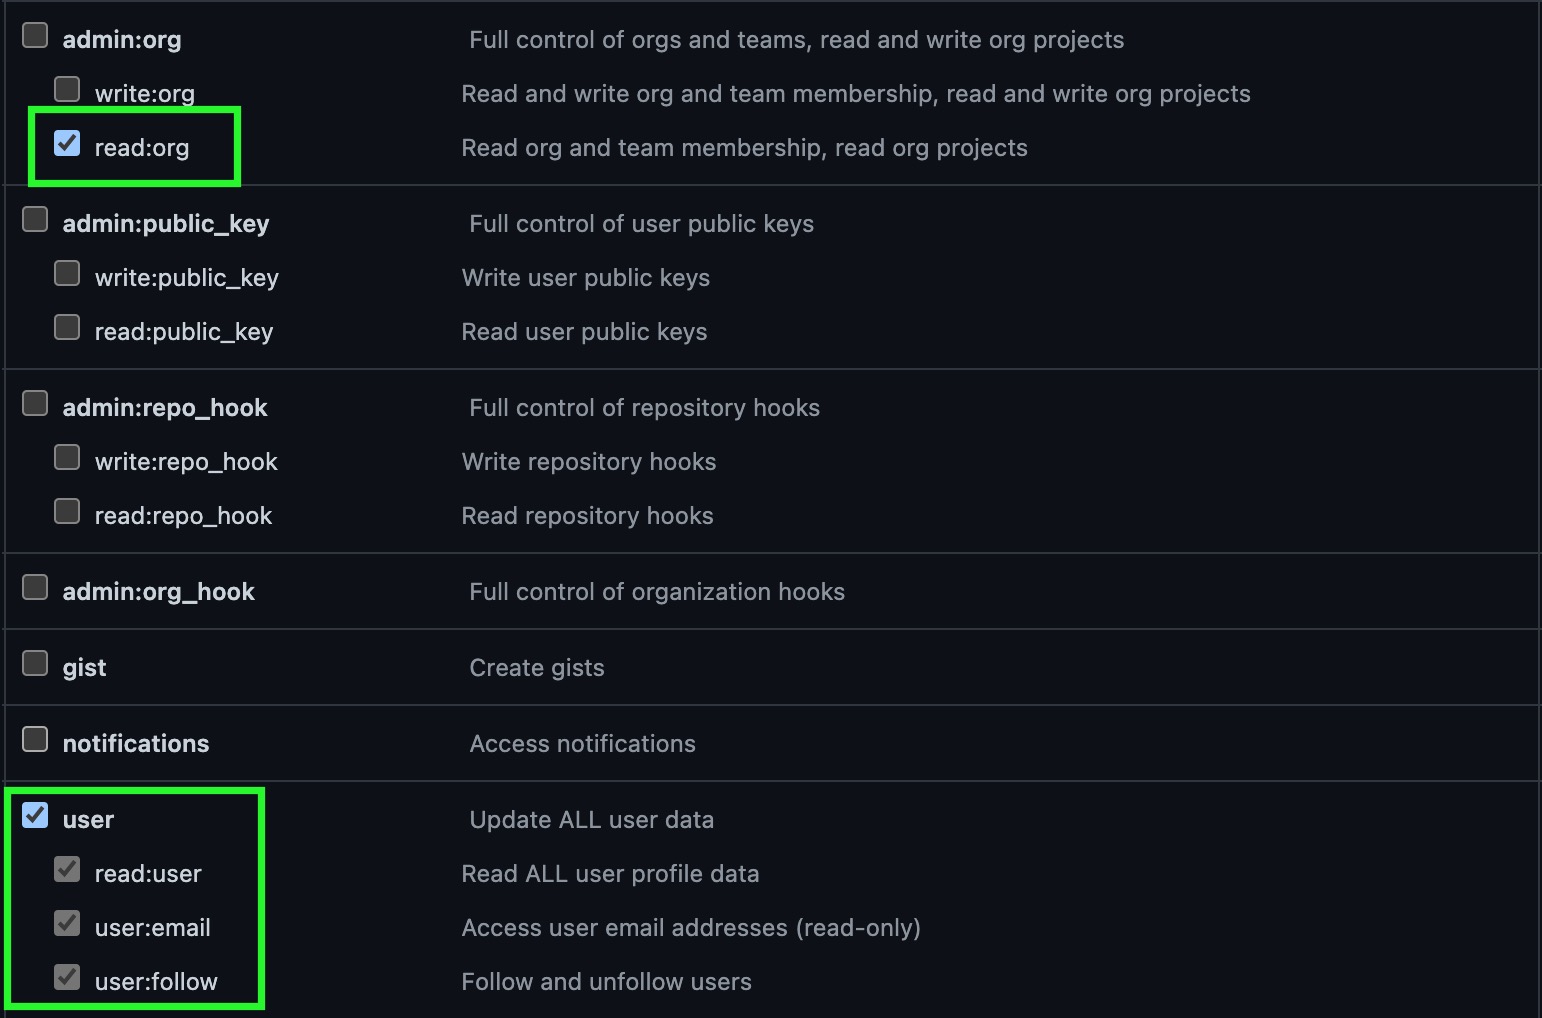 admin:org Full control of orgs and teams, read and write org projects
write:org Read and write org and team membership, read and write org projects
read:org Read org and team membership, read org projects
admin:public_key Full control of user public keys
write:public_key Write user public keys
read:public_key Read user public keys
admin:repo_hook Full control of repository hooks
write:repo_hook Write repository hooks
read:repo_hook Read repository hooks
admin:org_hook Full control of organization hooks
gist Create gists
notifications Access notifications
user Update ALL user data
read:user Read ALL user profile data
user:email Access user email addresses (read-only)
user:follow Follow and unfollow users